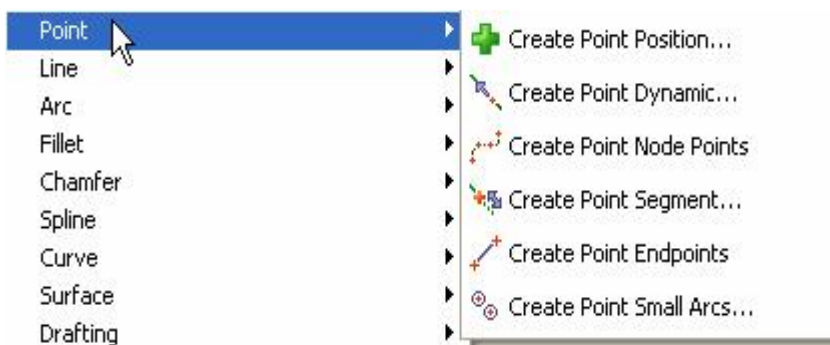 Point
Line
Arc
Fillet
Chamfer
Spline
Curve
Surface
Drafting
Create Point Position...
Create Point Dynamic...
Create Point Node Points
Create Point Segment...
Create Point Endpoints
Create Point Small Arcs...